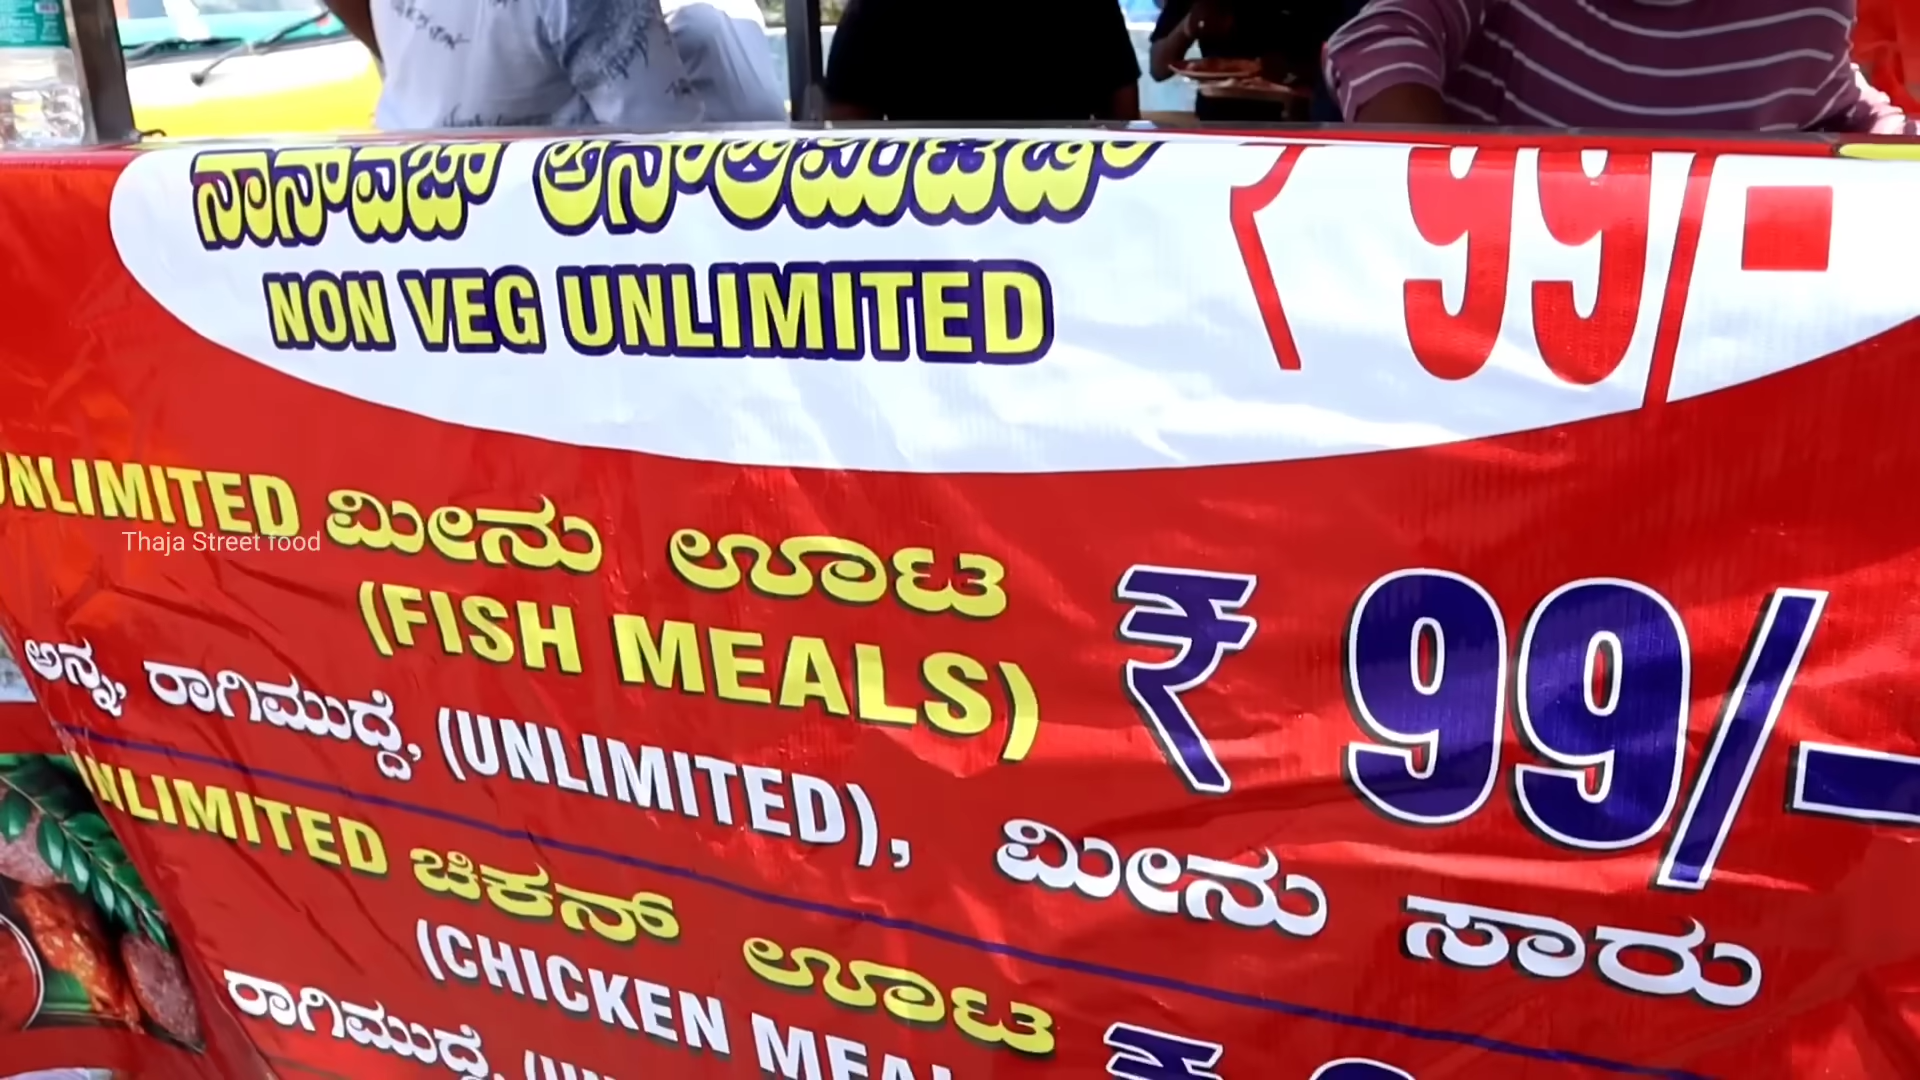 ನಾನ್‌ವೆಜ್ ಅನ್‌ಲಿಮಿಟೆಡ್ ₹ 99/-
NON VEG UNLIMITED
UNLIMITED ಮೀನು ಊಟ
(FISH MEALS) ₹ 99/-
Thaja Street food
ಅನ್ನ, ರಾಗಿಮುದ್ದೆ, (UNLIMITED), ಮೀನು ಸಾರು
UNLIMITED ಚಿಕನ್ ಊಟ
(CHICKEN MEAL
ರಾಗಿಮುದ್ದೆ,